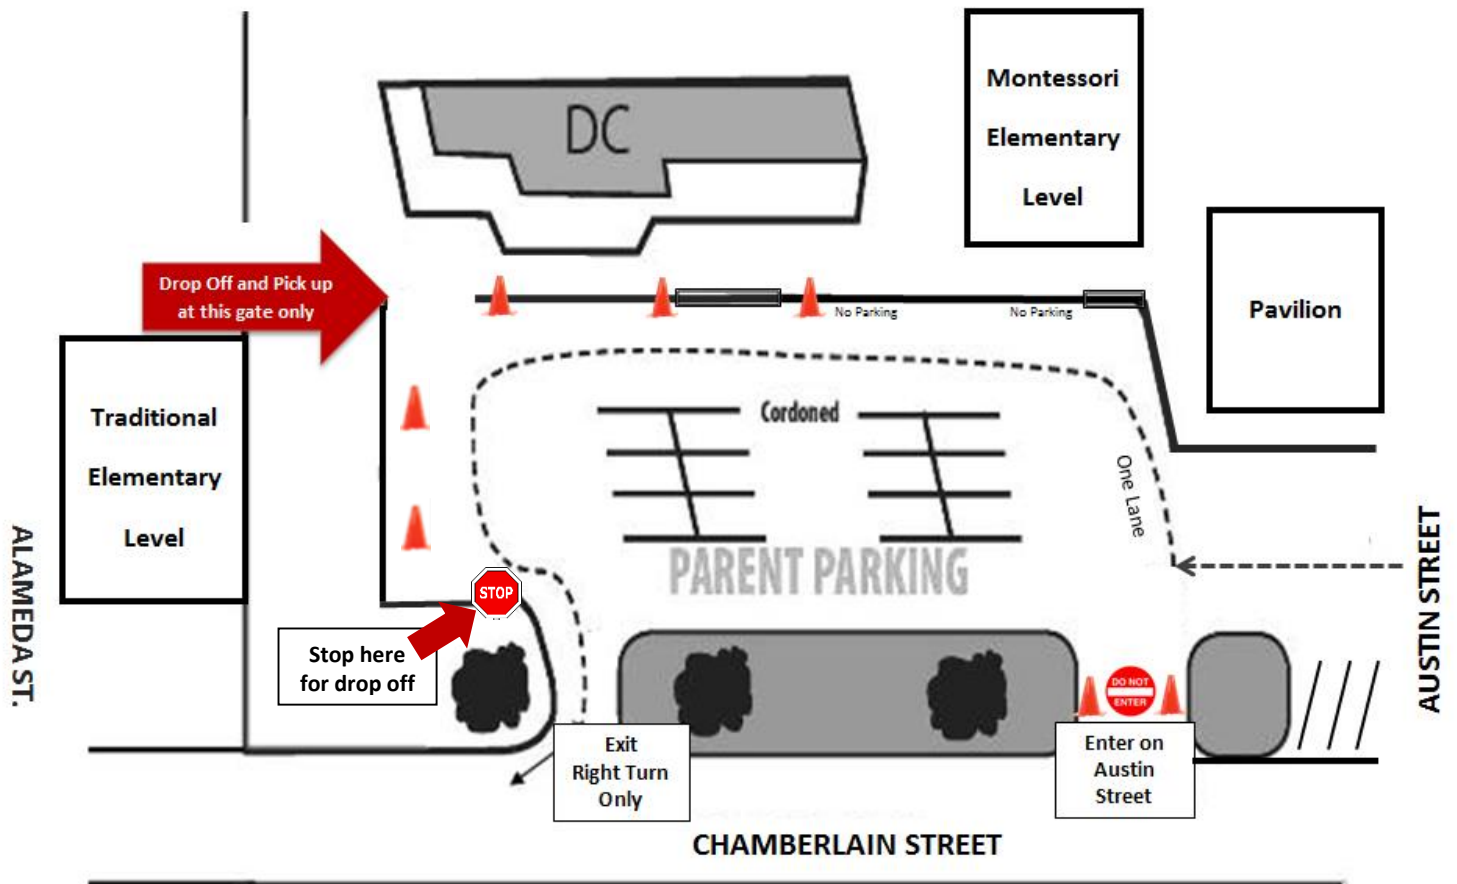 DC
Montessori
Elementary
Level
Pavilion
Drop Off and Pick up
at this gate only
No Parking
No Parking
Traditional
Elementary
Level
Cordoned
One Lane
PARENT PARKING
STOP
Stop here
for drop off
ALAMEDA ST.
AUSTIN STREET
DO NOT
ENTER
Exit
Right Turn
Only
Enter on
Austin
Street
CHAMBERLAIN STREET